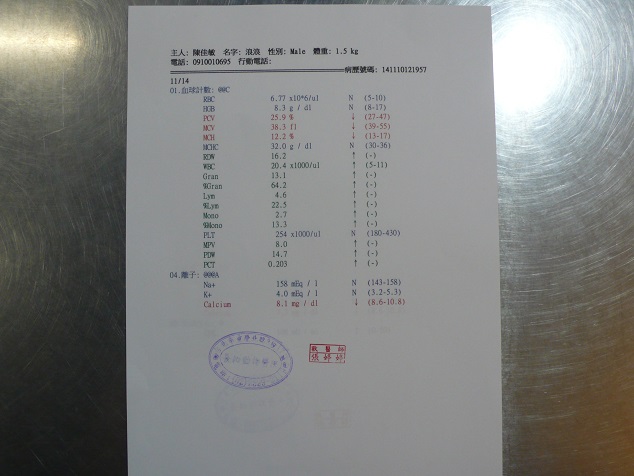 主人: 陳佳敏 名字: 浪浪 性別: Male 體重: 1.5 kg
電話: 0910010695 行動電話:
病歷號碼: 141110121957
11/14
01.血球計數: @@C
RBC 6.77 x10*6/ul N (5-10)
HGB 8.3 g / dl N (8-17)
PCV 25.9 % ↓ (27-47)
MCV 38.3 fl ↓ (39-55)
MCH 12.2 % ↓ (13-17)
MCHC 32.0 g / dl N (30-36)
RDW 16.2 ↑ (-)
WBC 20.4 x1000/ul ↑ (5-11)
Gran 13.1 ↑ (-)
%Gran 64.2 ↑ (-)
Lym 4.6 ↑ (-)
%Lym 22.5 ↑ (-)
Mono 2.7 ↑ (-)
%Mono 13.3 ↑ (-)
PLT 254 x1000/ul N (180-430)
MPV 8.0 ↑ (-)
PDW 14.7 ↑ (-)
PCT 0.203 ↑ (-)
04.離子: @@@A
Na+ 158 mEq / l N (143-158)
K+ 4.0 mEq / l N (3.2-5.3)
Calcium 8.1 mg / dl ↓ (8.6-10.8)
獸醫師
張婷婷